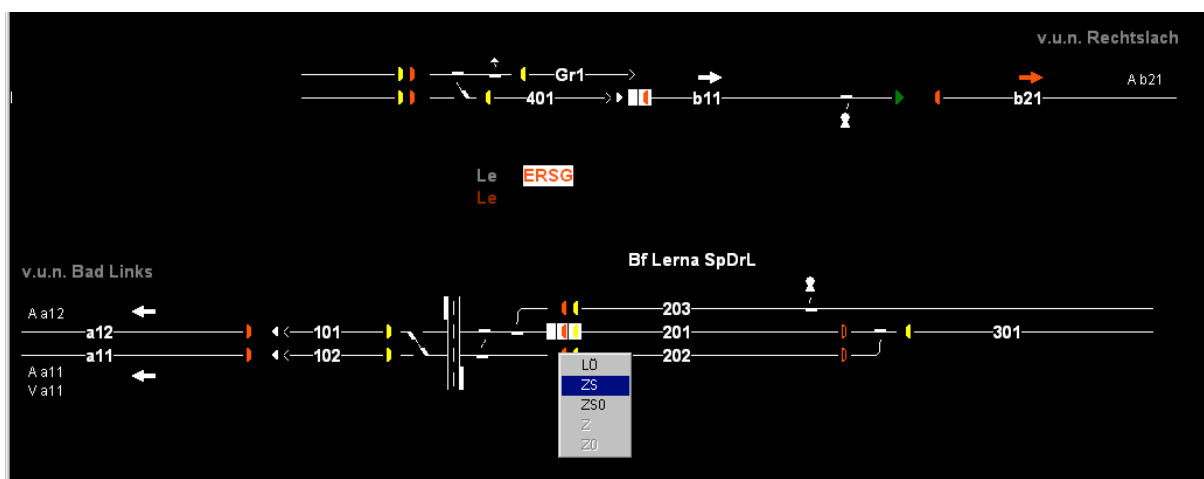 v.u.n. Rechtslach
Gr1
401 b11 b21 A b21
Le ERSG
Le
Bf Lerna SpDrL
v.u.n. Bad Links
A a12
203
a12 101 201 301
a11 102 202
A a11
V a11
LÖ
ZS
ZS0
Z
Z0